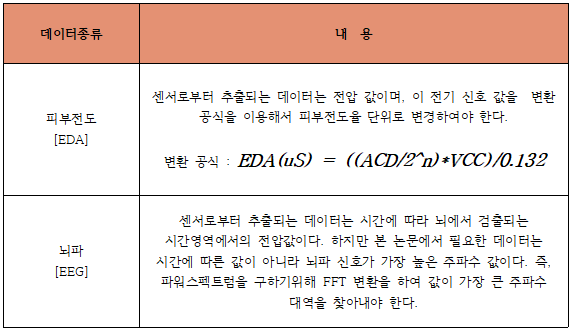 데이터종류
내 용
피부전도
[EDA]
센서로부터 추출되는 데이터는 전압 값이며, 이 전기 신호 값을 변환
공식을 이용해서 피부전도율 단위로 변경하여야 한다.
변환 공식 : EDA(uS) = ((ACD/2^n)*VCC)/0.132
뇌파
[EEG]
센서로부터 추출되는 데이터는 시간에 따라 뇌에서 검출되는
시간영역에서의 전압값이다. 하지만 본 논문에서 필요한 데이터는
시간에 따른 값이 아니라 뇌파 신호가 가장 높은 주파수 값이다. 즉,
파워스펙트럼을 구하기위해 FFT 변환을 하여 값이 가장 큰 주파수
대역을 찾아내야 한다.